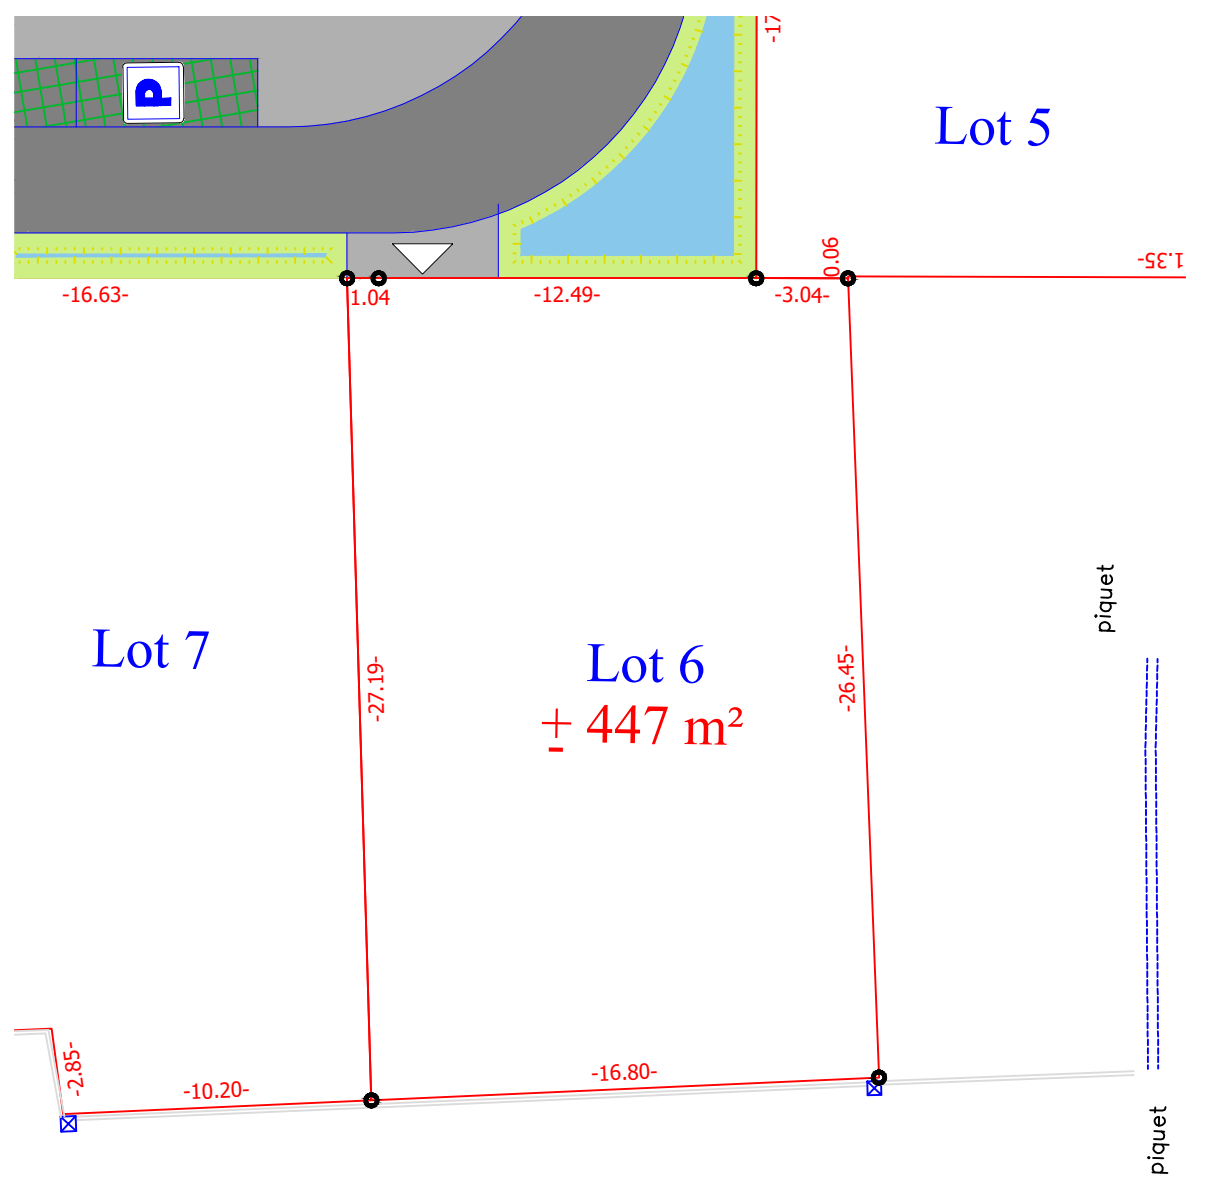 -17
P
Lot 5
0.06
1.35-
-16.63-
1.04
-12.49-
-3.04-
piquet
Lot 7
-27.19-
Lot 6
± 447 m²
-26.45-
-2.85-
-10.20-
-16.80-
piquet